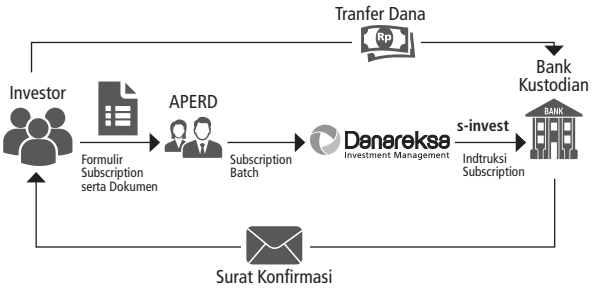 Tranfer Dana
Rp
Investor
APERD
Bank
Kustodian
BANK
Danareksa
Investment Management
s-invest
Formulir
Subscription
serta Dokumen
Subscription
Batch
Indtruksi
Subscription
Surat Konfirmasi